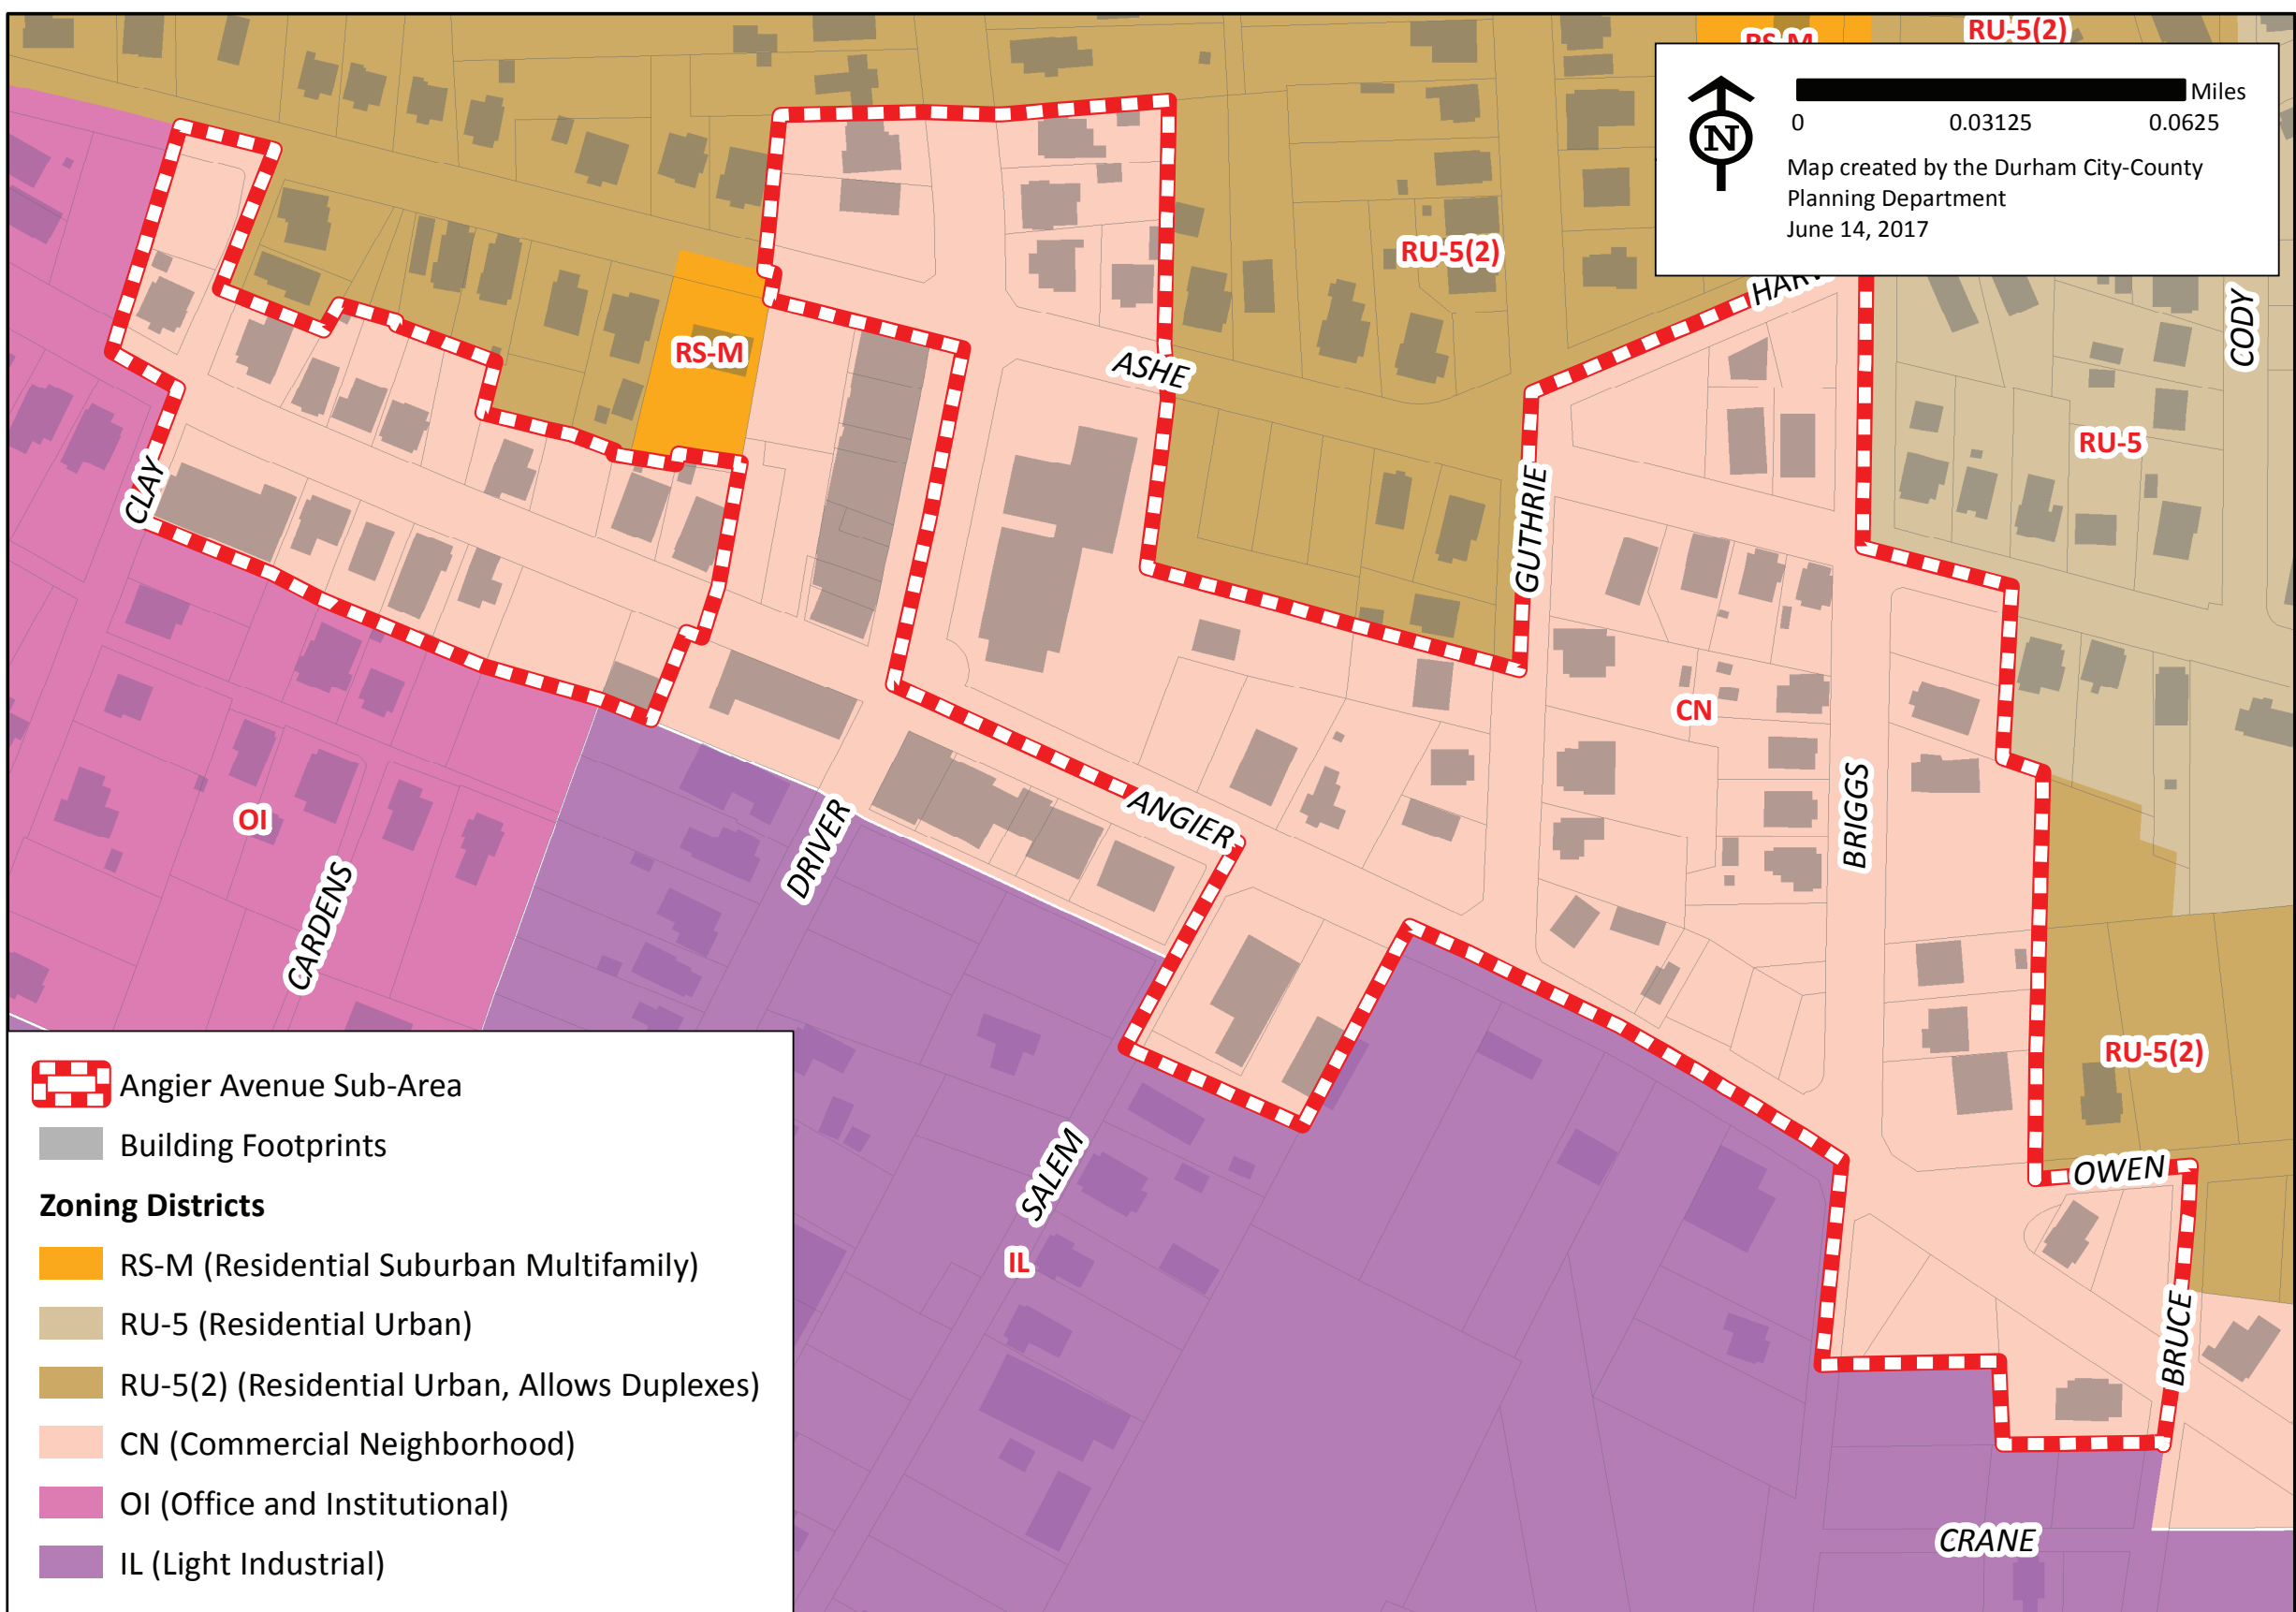 RS-M
RU-5(2)
Miles
0
0.03125
0.0625
Map created by the Durham City-County
Planning Department
June 14, 2017
N
RU-5(2)
CODY
RS-M
ASHE
RU-5
CLAY
GUTHRIE
CN
BRIGGS
ANGIER
OI
DRIVER
CARDENS
RU-5(2)
OWEN
SALEM
IL
BRUCE
CRANE
Angier Avenue Sub-Area
Building Footprints
Zoning Districts
RS-M (Residential Suburban Multifamily)
RU-5 (Residential Urban)
RU-5(2) (Residential Urban, Allows Duplexes)
CN (Commercial Neighborhood)
OI (Office and Institutional)
IL (Light Industrial)